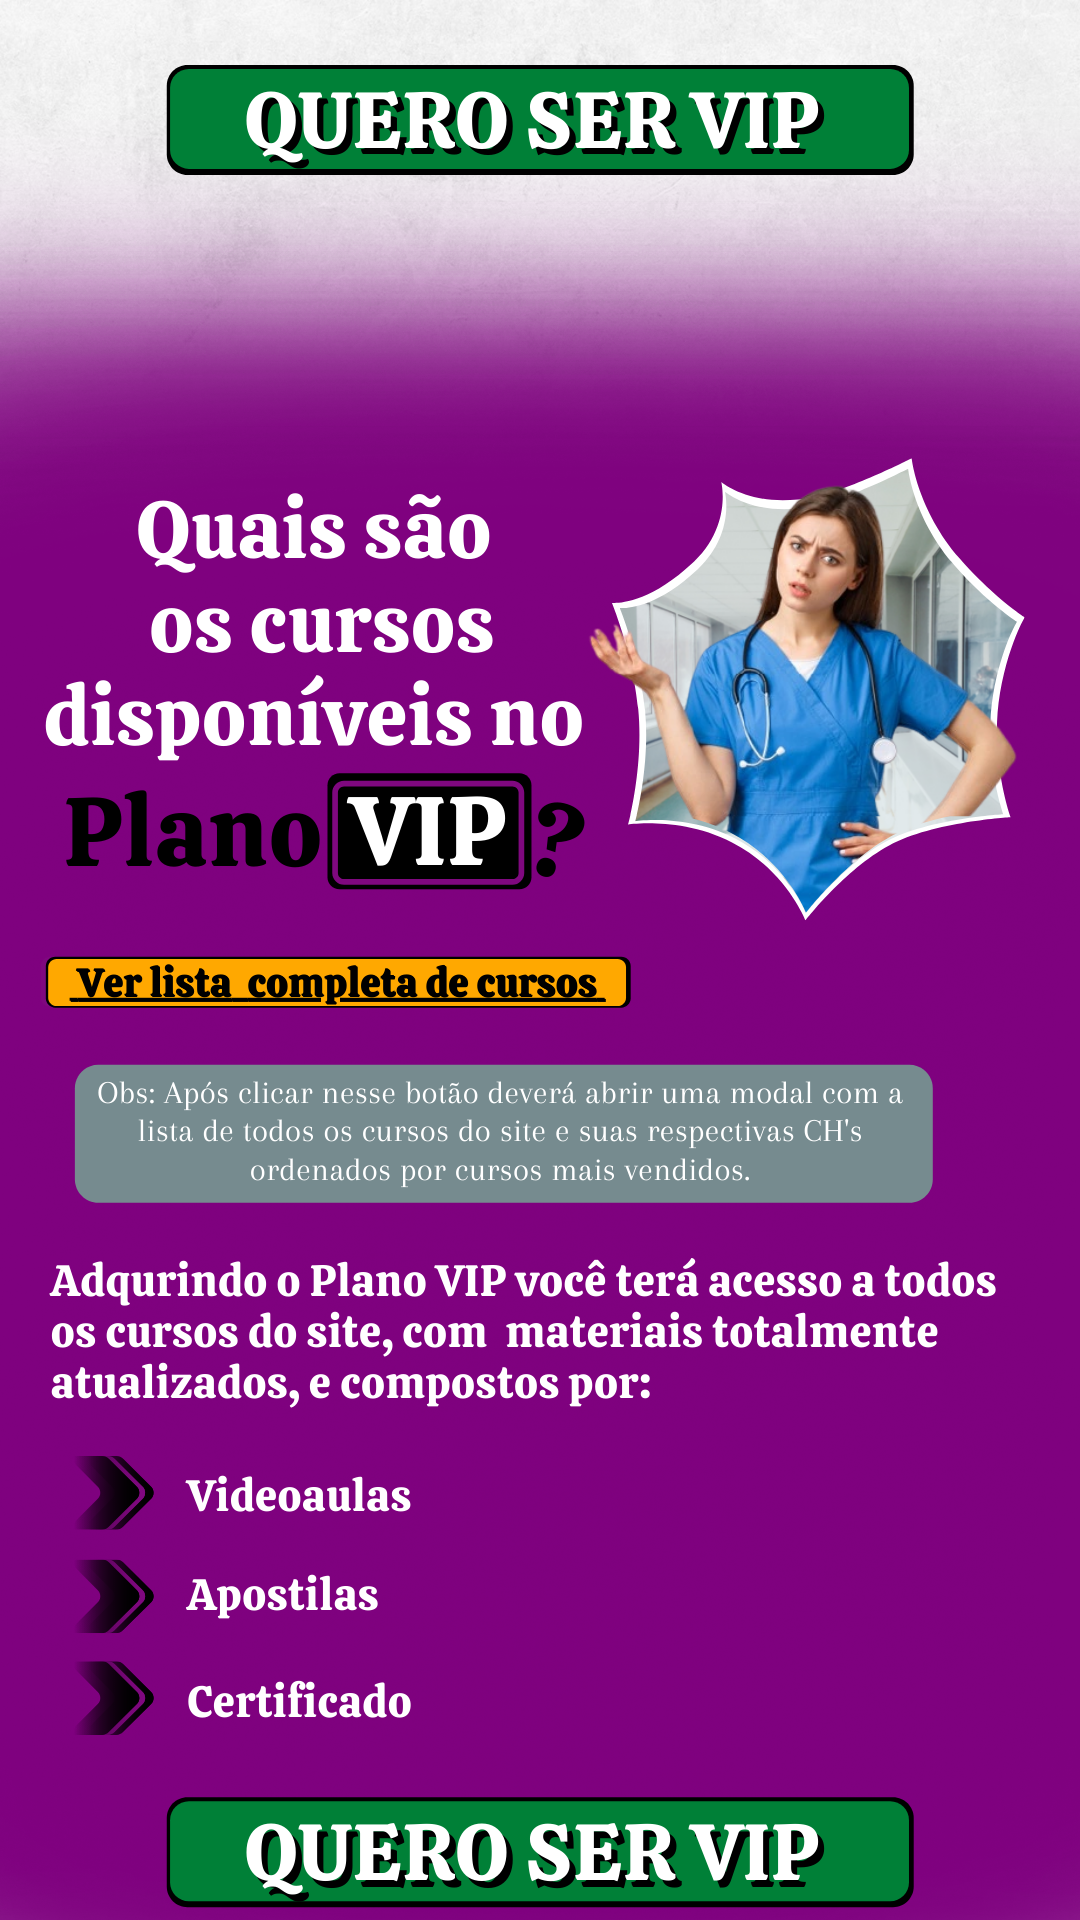 QUERO SER VIP
Quais são
os cursos
disponíveis no
Plano VIP?
Ver lista completa de cursos
Obs: Após clicar nesse botão deverá abrir uma modal com a
lista de todos os cursos do site e suas respectivas CH's
ordenados por cursos mais vendidos.
Adqurindo o Plano VIP você terá acesso a todos
os cursos do site, com materiais totalmente
atualizados, e compostos por:
Videoaulas
Apostilas
Certificado
QUERO SER VIP